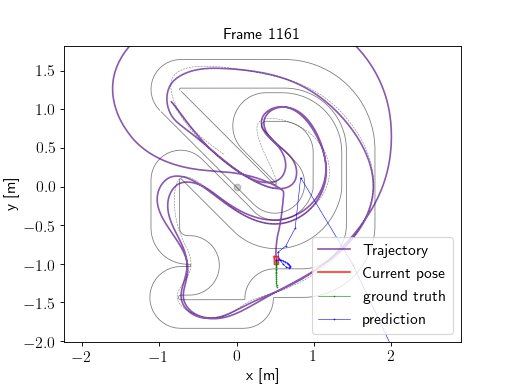 Frame 1161
y [m]
1.5
1.0
0.5
0.0
−0.5
−1.0
−1.5
−2.0
−2 −1 0 1 2
x [m]
Trajectory
Current pose
ground truth
prediction